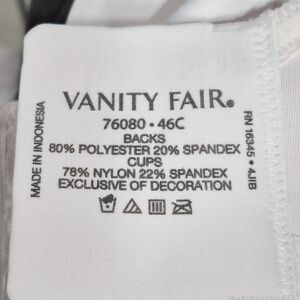 VANITY FAIR®
76080 • 46C
BACKS
80% POLYESTER 20% SPANDEX
CUPS
78% NYLON 22% SPANDEX
EXCLUSIVE OF DECORATION
MADE IN INDONESIA
RN 16345 • 4JIB